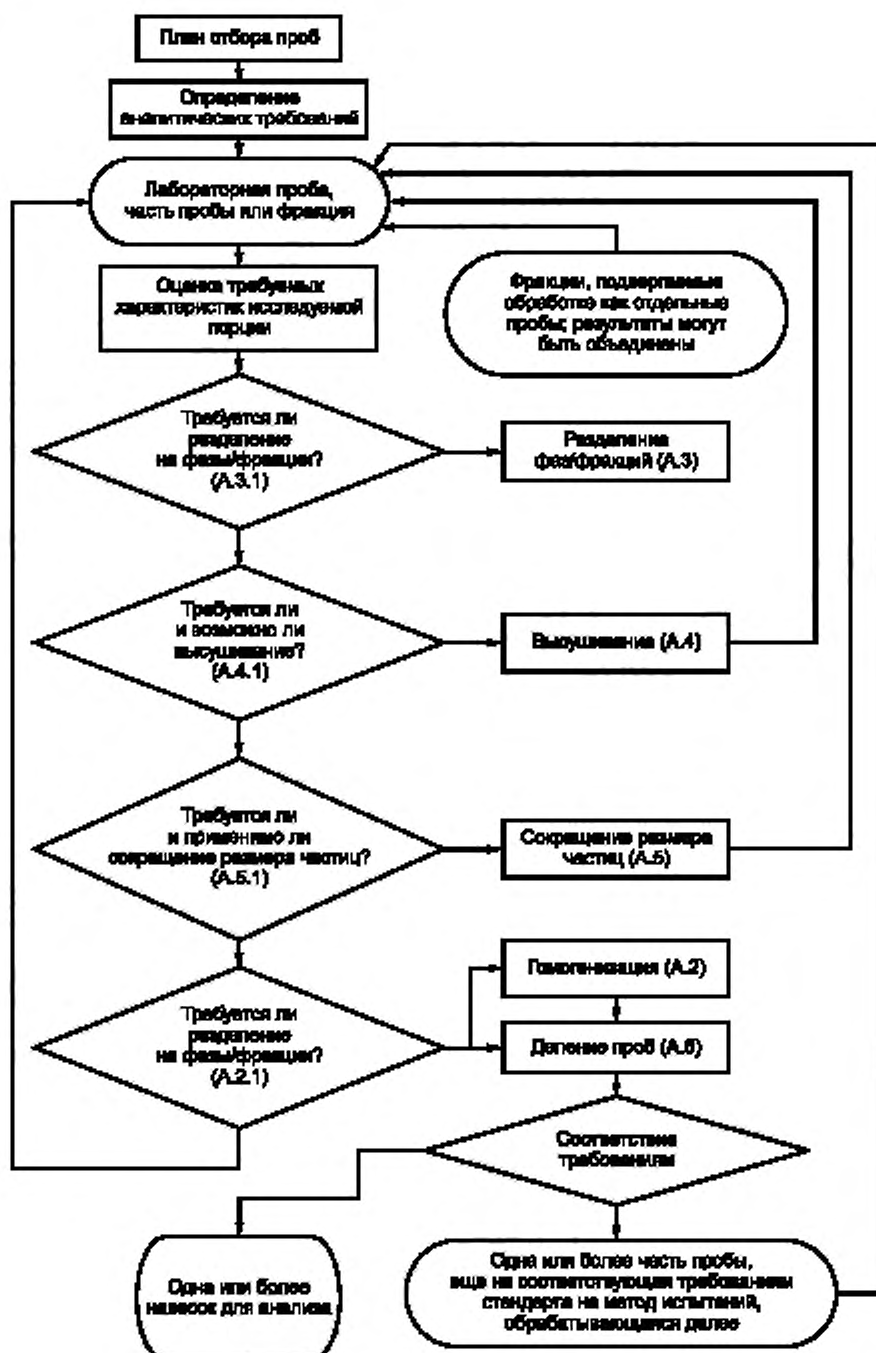 План отбора проб
Определение
аналитических требований
Лабораторная проба,
часть пробы или фракция
Оценка требуемых
характеристик исследуемой
порции
Фракции, подвергаемые
обработке как отдельные
пробы; результаты могут
быть объединены
Требуется ли
разделение
на фазы/фракции?
(А.3.1)
Разделение
фаз/фракций (А.3)
Требуется ли
и возможно ли
высушивание?
(А.4.1)
Высушивание (А.4)
Требуется ли
и применимо ли
сокращение размера частиц?
(А.5.1)
Сокращение размера
частиц (А.5)
Гомогенизация (А.2)
Требуется ли
разделение
на фазы/фракции?
(А.2.1)
Деление проб (А.6)
Соответствие
требованиям
Одна или более
навесок для анализа
Одна или более часть пробы,
еще не соответствующая требованиям
стандарта на метод испытаний,
обрабатывающаяся далее